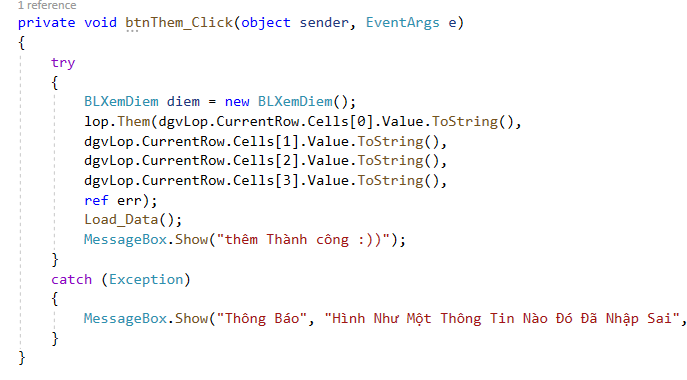 1 reference
private void btnThem_Click(object sender, EventArgs e)
{
try
{
BLXemDiem diem = new BLXemDiem();
lop.Them(dgvLop.CurrentRow.Cells[0].Value.ToString(),
dgvLop.CurrentRow.Cells[1].Value.ToString(),
dgvLop.CurrentRow.Cells[2].Value.ToString(),
dgvLop.CurrentRow.Cells[3].Value.ToString(),
ref err);
Load_Data();
MessageBox.Show("thêm Thành công :))");
}
catch (Exception)
{
MessageBox.Show("Thông Báo", "Hình Như Một Thông Tin Nào Đó Đã Nhập Sai",
}
}